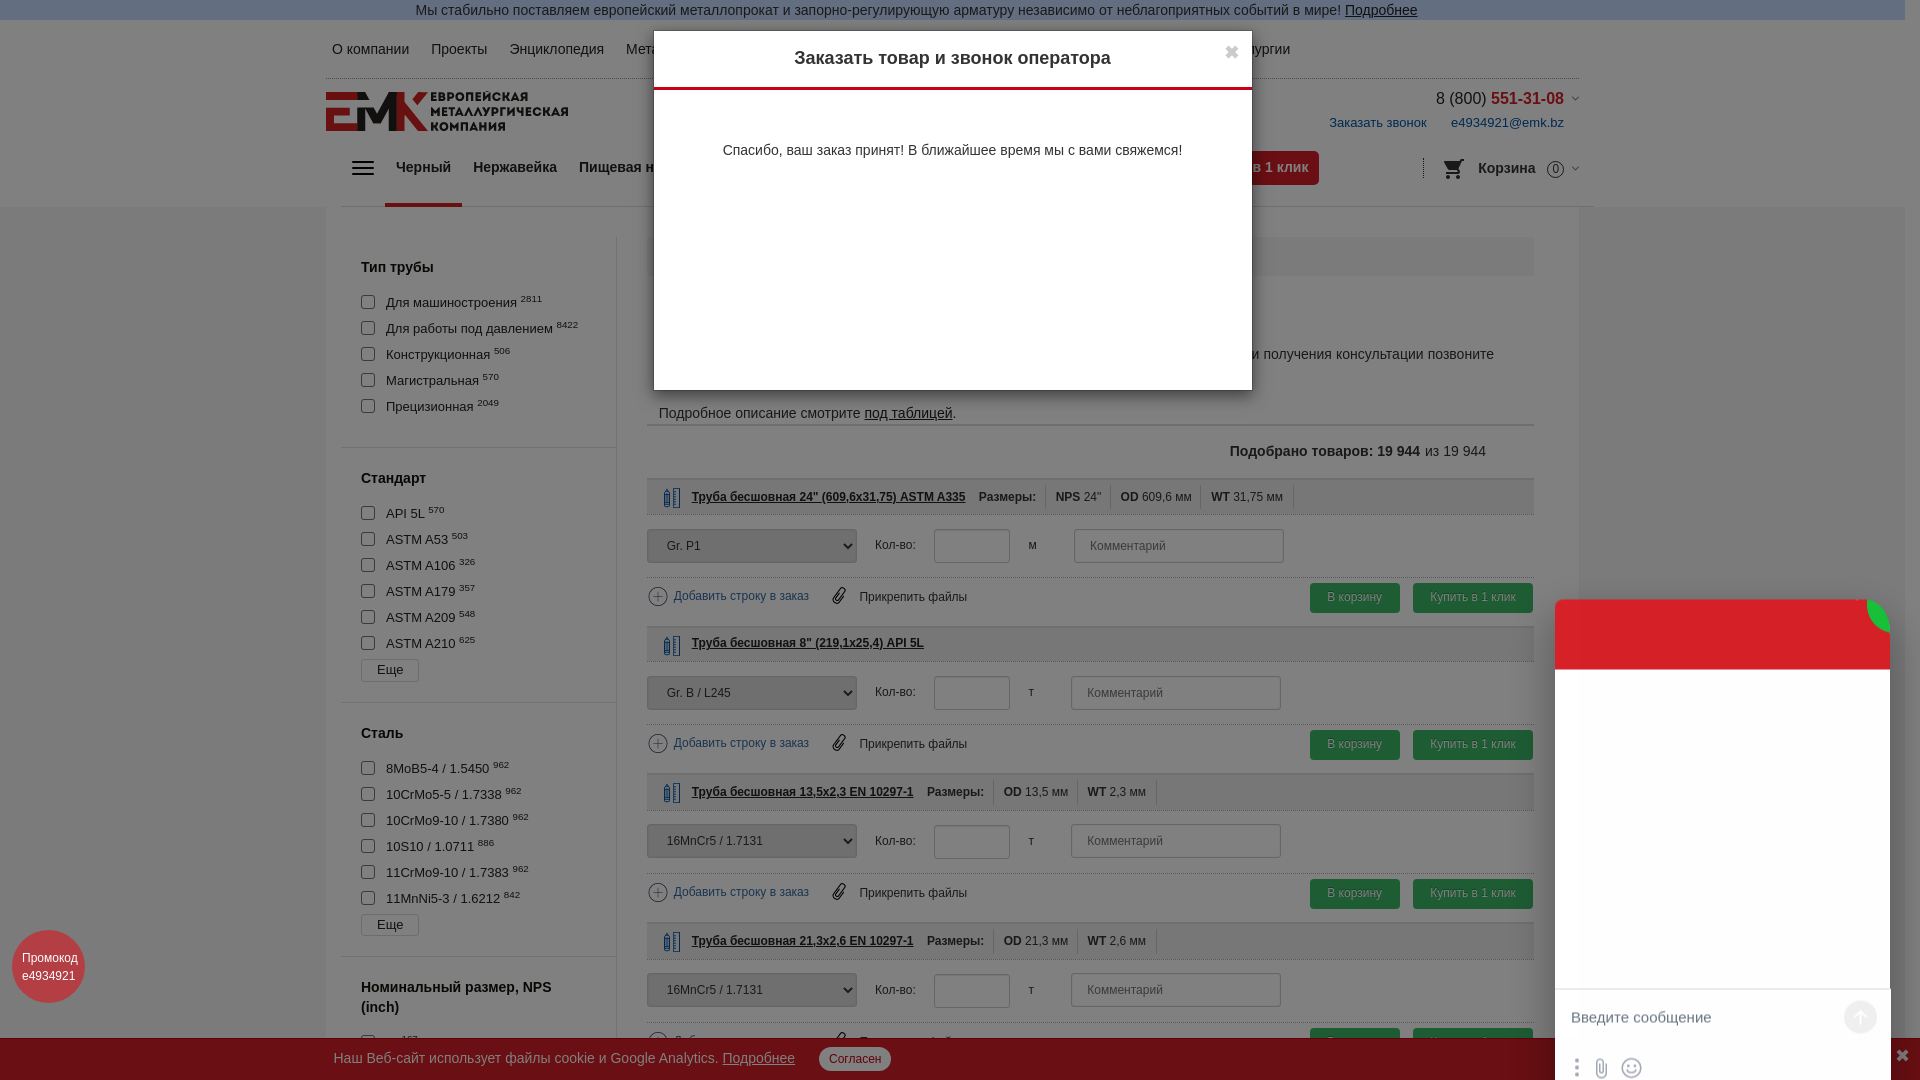 Мы стабильно поставляем европейский металлопрокат и запорно-регулирующую арматуру независимо от неблагоприятных событий в мире! Подробнее
О компании Проекты Энциклопедия
Заказать товар и звонок оператора
ЕМК ЕВРОПЕЙСКАЯ
МЕТАЛЛУРГИЧЕСКАЯ
КОМПАНИЯ
8 (800) 551-31-08
Заказать звонок e4934921@emk.bz
Спасибо, ваш заказ принят! В ближайшее время мы с вами свяжемся!
Черный Нержавейка Пищевая в 1 клик Корзина 0
Тип трубы
Для машиностроения 2811
Для работы под давлением 8422
Конструкционная 506
Магистральная 570
Прецизионная 2049
и получения консультации позвоните
Подробное описание смотрите под таблицей.
Подобрано товаров: 19 944 из 19 944
Стандарт
API 5L 570
ASTM A53 503
ASTM A106 326
ASTM A179 357
ASTM A209 548
ASTM A210 625
Еще
Сталь
8MoB5-4 / 1.5450 962
10CrMo5-5 / 1.7338 962
10CrMo9-10 / 1.7380 962
10S10 / 1.0711 886
11CrMo9-10 / 1.7383 962
11MnNi5-3 / 1.6212 842
Еще
Номинальный размер, NPS
(inch)
Труба бесшовная 24" (609,6x31,75) ASTM A335 Размеры: NPS 24" OD 609,6 мм WT 31,75 мм
Gr. P1 Кол-во: м Комментарий
Добавить строку в заказ Прикрепить файлы В корзину Купить в 1 клик
Труба бесшовная 8" (219,1x25,4) API 5L
Gr. B / L245 Кол-во: т Комментарий
Добавить строку в заказ Прикрепить файлы В корзину Купить в 1 клик
Труба бесшовная 13,5x2,3 EN 10297-1 Размеры: OD 13,5 мм WT 2,3 мм
16MnCr5 / 1.7131 Кол-во: т Комментарий
Добавить строку в заказ Прикрепить файлы В корзину Купить в 1 клик
Труба бесшовная 21,3x2,6 EN 10297-1 Размеры: OD 21,3 мм WT 2,6 мм
16MnCr5 / 1.7131 Кол-во: т Комментарий
Промокод
e4934921
Введите сообщение
Наш Веб-сайт использует файлы cookie и Google Analytics. Подробнее Согласен